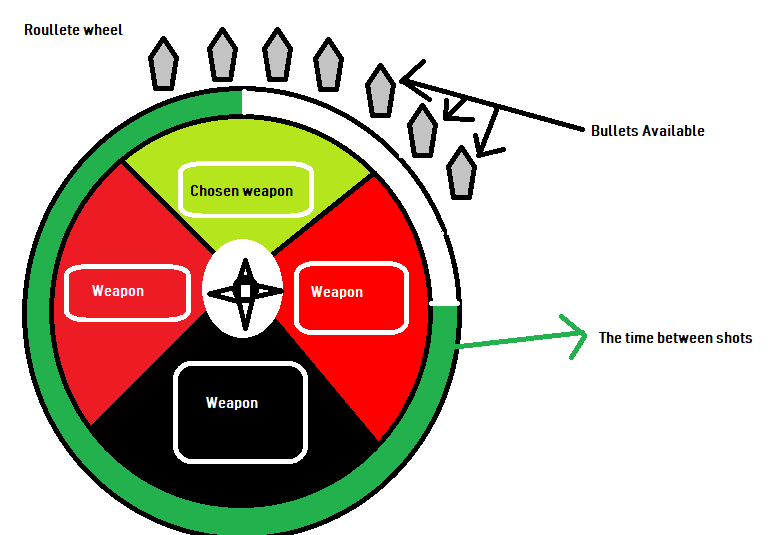 Roullete wheel
Bullets Available
Chosen weapon
Weapon
Weapon
The time between shots
Weapon